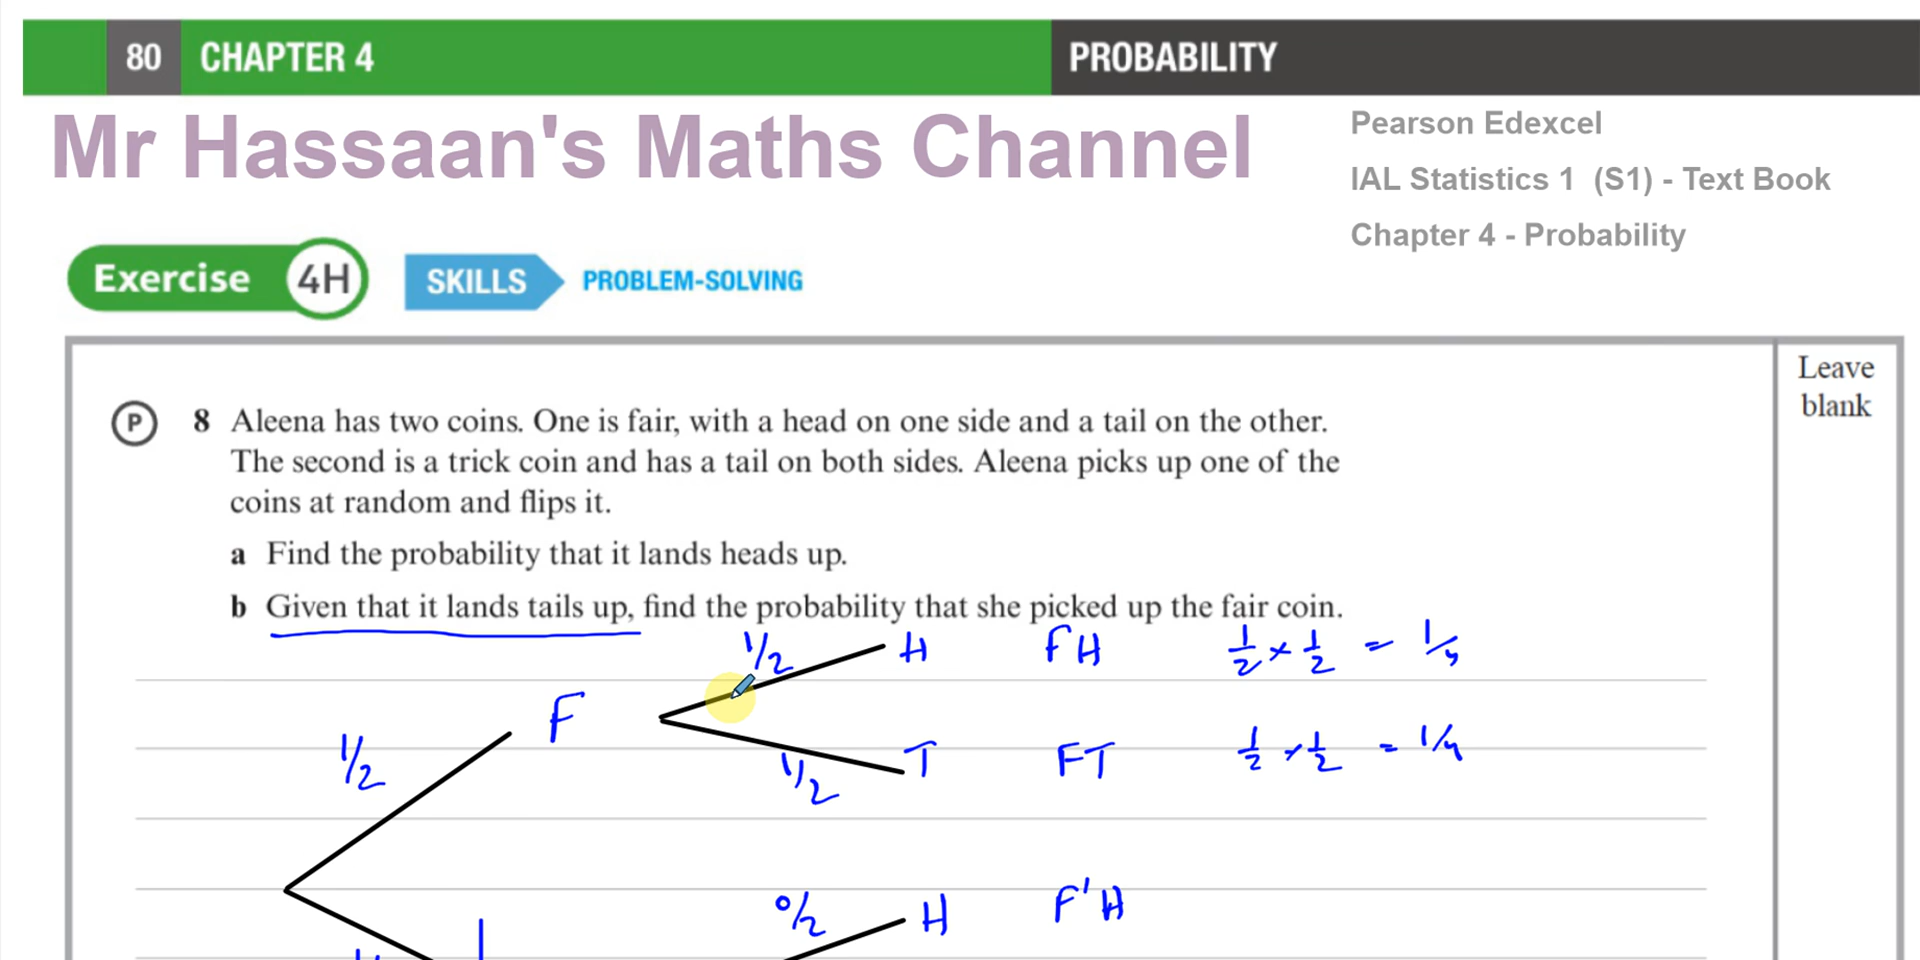 80 CHAPTER 4 PROBABILITY
Mr Hassaan's Maths Channel
Pearson Edexcel
IAL Statistics 1 (S1) - Text Book
Chapter 4 - Probability
Exercise 4H SKILLS PROBLEM-SOLVING
Leave
blank
P 8 Aleena has two coins. One is fair, with a head on one side and a tail on the other.
The second is a trick coin and has a tail on both sides. Aleena picks up one of the
coins at random and flips it.
a Find the probability that it lands heads up.
b Given that it lands tails up, find the probability that she picked up the fair coin.
1/2 H FH 1/2 × 1/2 = 1/4
1/2 F
1/2 T FT 1/2 × 1/2 = 1/4
0/2 H F'H